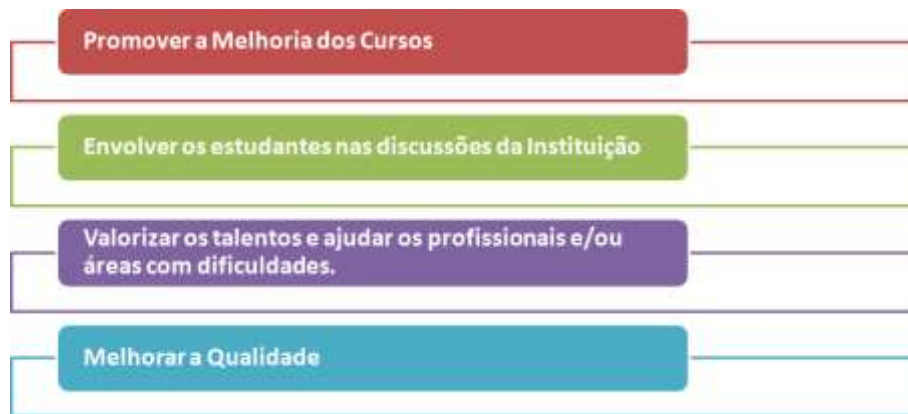 Promover a Melhoria dos Cursos
Envolver os estudantes nas discussões da Instituição
Valorizar os talentos e ajudar os profissionais e/ou
áreas com dificuldades.
Melhorar a Qualidade